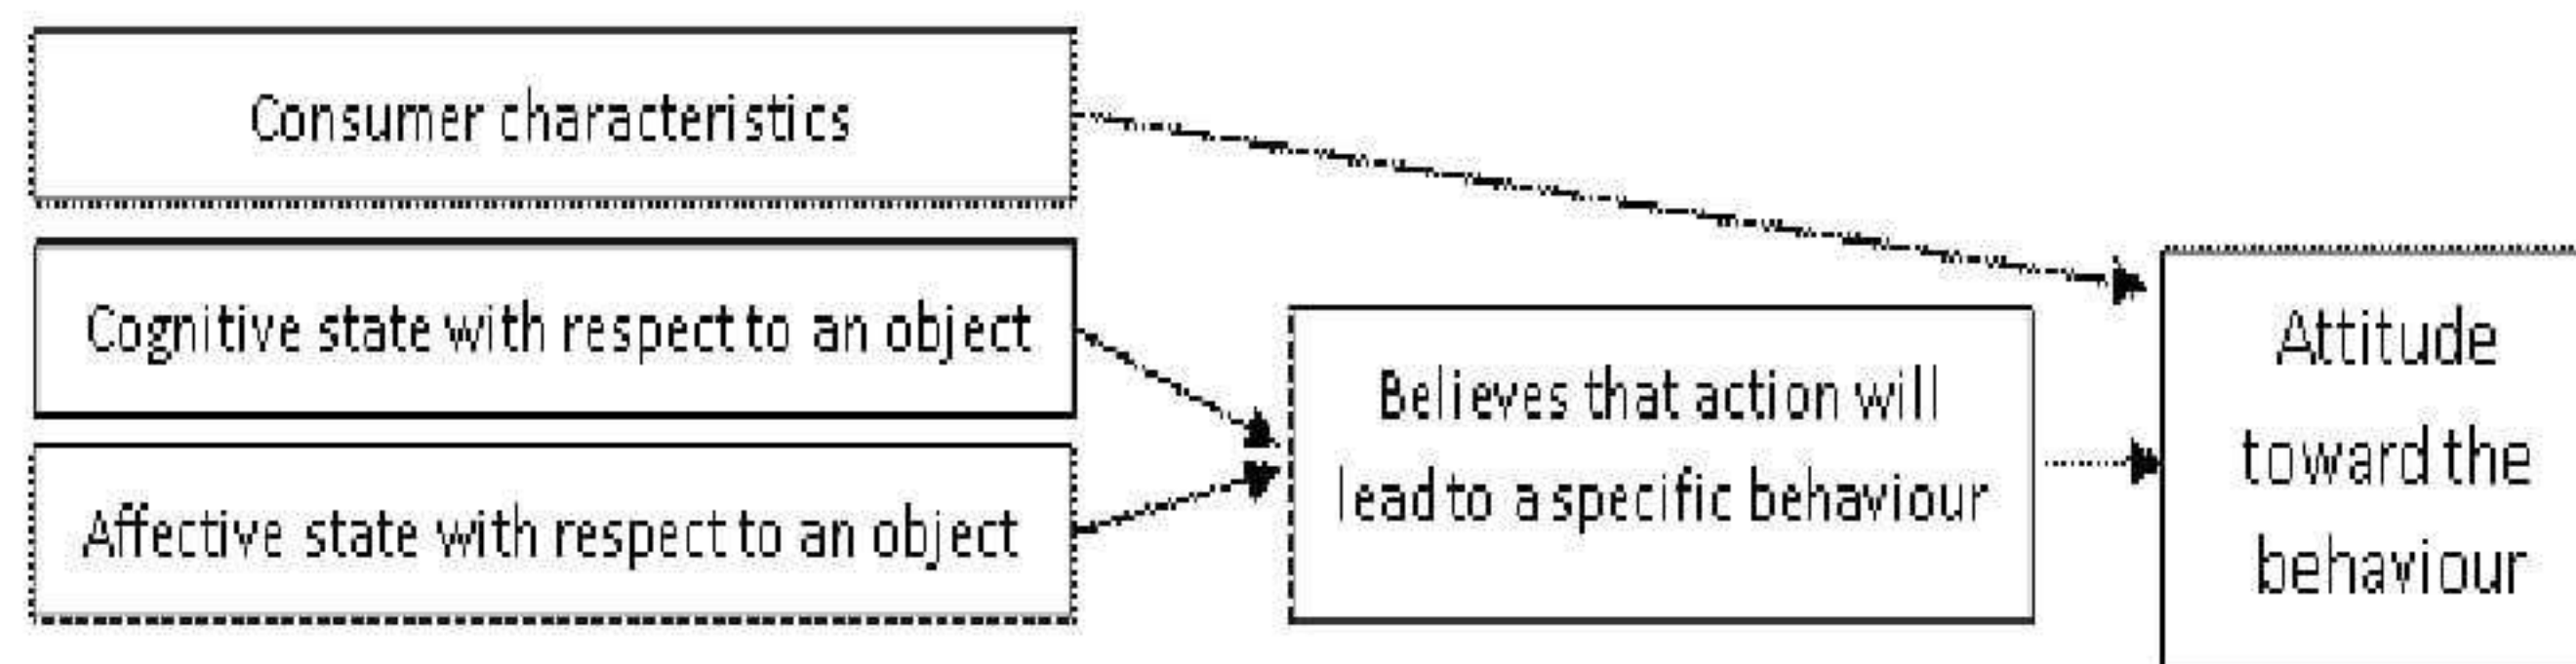 Consumer characteristics
Cognitive state with respect to an object
Affective state with respect to an object
Believes that action will
lead to a specific behaviour
Attitude
toward the
behaviour